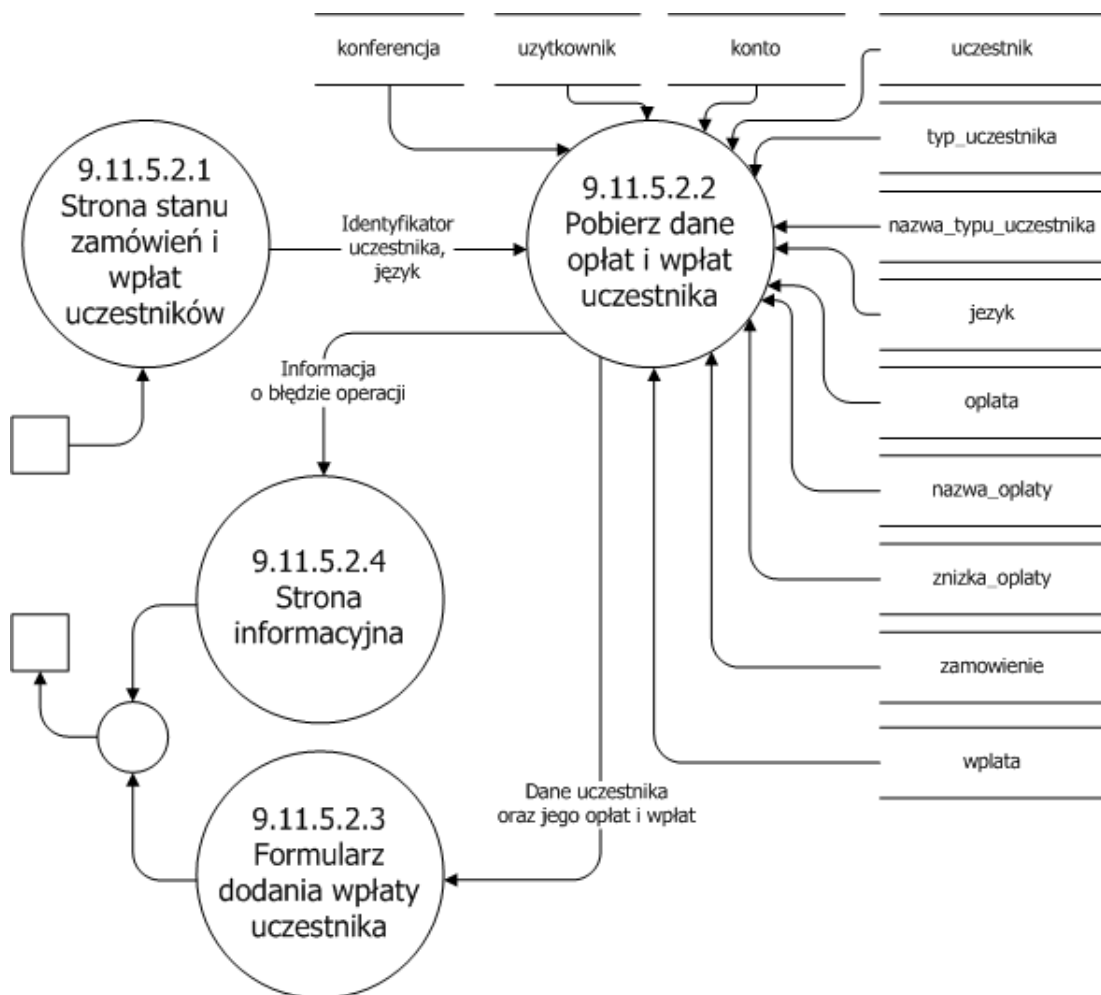 konferencja
uzytkownik
konto
uczestnik
typ_uczestnika
nazwa_typu_uczestnika
jezyk
oplata
nazwa_oplaty
znizka_oplaty
zamowienie
wplata
9.11.5.2.1
Strona stanu
zamówień i
wpłat
uczestników
Identyfikator
uczestnika,
język
9.11.5.2.2
Pobierz dane
opłat i wpłat
uczestnika
Informacja
o błędzie operacji
9.11.5.2.4
Strona
informacyjna
Dane uczestnika
oraz jego opłat i wpłat
9.11.5.2.3
Formularz
dodania wpłaty
uczestnika